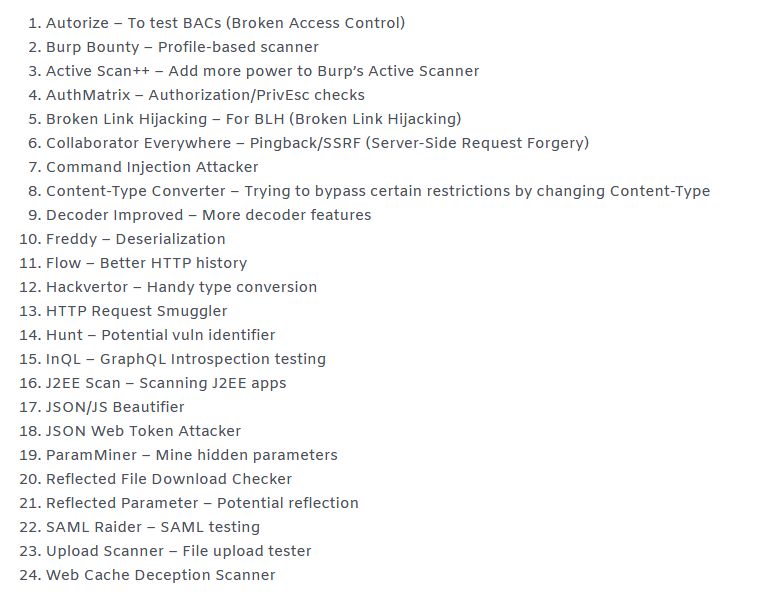 1. Autorize – To test BACs (Broken Access Control)
2. Burp Bounty – Profile-based scanner
3. Active Scan++ – Add more power to Burp’s Active Scanner
4. AuthMatrix – Authorization/PrivEsc checks
5. Broken Link Hijacking – For BLH (Broken Link Hijacking)
6. Collaborator Everywhere – Pingback/SSRF (Server-Side Request Forgery)
7. Command Injection Attacker
8. Content-Type Converter – Trying to bypass certain restrictions by changing Content-Type
9. Decoder Improved – More decoder features
10. Freddy – Deserialization
11. Flow – Better HTTP history
12. Hackvertor – Handy type conversion
13. HTTP Request Smuggler
14. Hunt – Potential vuln identifier
15. InQL – GraphQL Introspection testing
16. J2EE Scan – Scanning J2EE apps
17. JSON/JS Beautifier
18. JSON Web Token Attacker
19. ParamMiner – Mine hidden parameters
20. Reflected File Download Checker
21. Reflected Parameter – Potential reflection
22. SAML Raider – SAML testing
23. Upload Scanner – File upload tester
24. Web Cache Deception Scanner